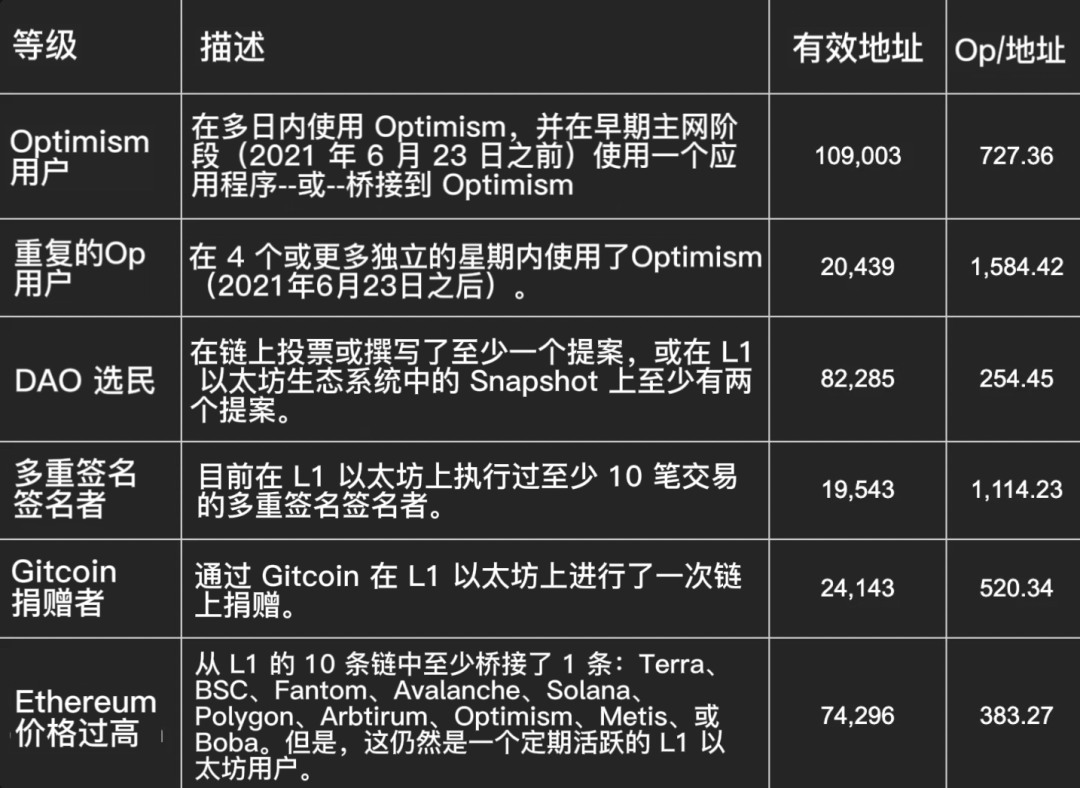 等级
描述
有效地址
Op/地址
Optimism
用户
在多日内使用 Optimism，并在早期主网阶
段（2021 年 6 月 23 日之前）使用一个应
用程序--或--桥接到 Optimism
109,003
727.36
重复的Op
用户
在 4 个或更多独立的星期内使用了Optimism
（2021年6月23日之后）。
20,439
1,584.42
DAO 选民
在链上投票或撰写了至少一个提案，或在 L1
以太坊生态系统中的 Snapshot 上至少有两
个提案。
82,285
254.45
多重签名
签名者
目前在 L1 以太坊上执行过至少 10 笔交易
的多重签名签名者。
19,543
1,114.23
Gitcoin
捐赠者
通过 Gitcoin 在 L1 以太坊上进行了一次链
上捐赠。
24,143
520.34
Ethereum
价格过高
从 L1 的 10 条链中至少桥接了 1 条：Terra、
BSC、Fantom、Avalanche、Solana、
Polygon、Arbtirum、Optimism、Metis、或
Boba。但是，这仍然是一个定期活跃的 L1 以
太坊用户。
74,296
383.27